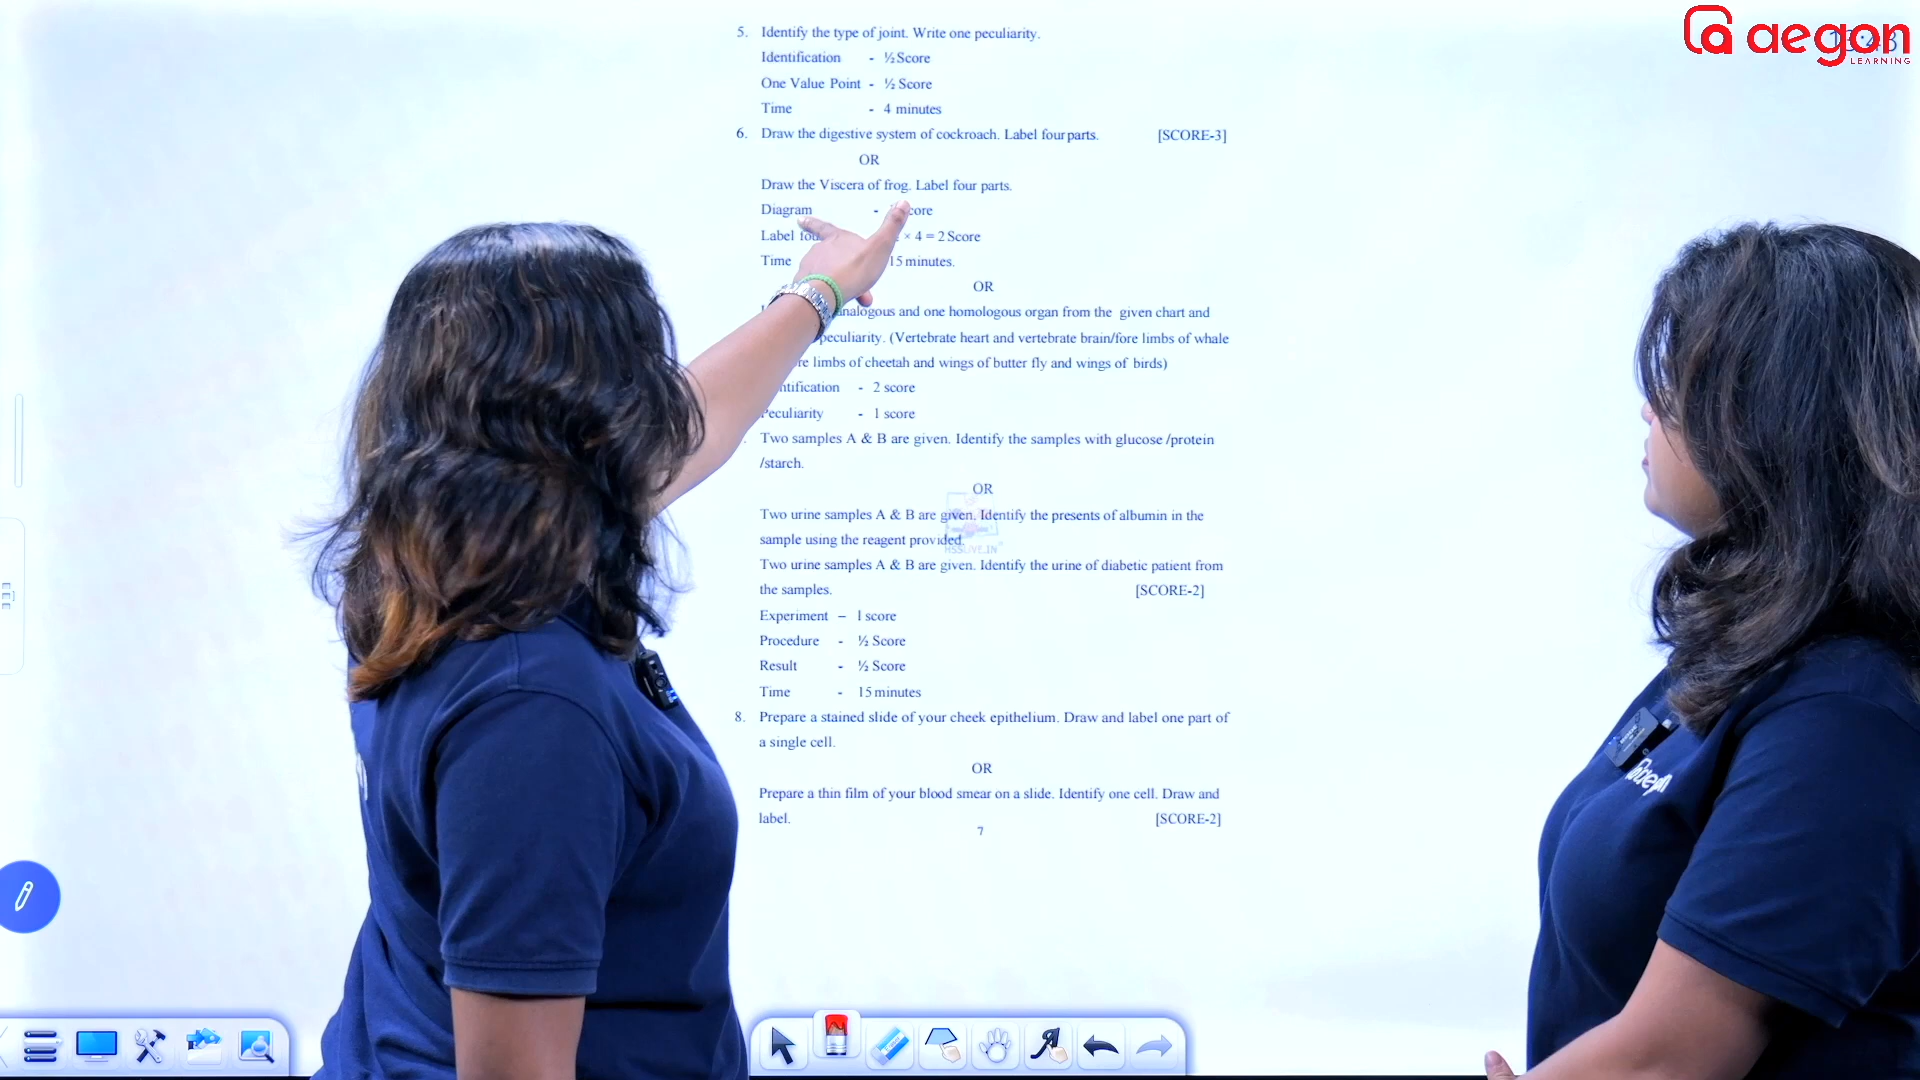 aegon
LEARNING
5. Identify the type of joint. Write one peculiarity.
Identification - ½ Score
One Value Point - ½ Score
Time - 4 minutes
6. Draw the digestive system of cockroach. Label four parts. [SCORE-3]
OR
Draw the Viscera of frog. Label four parts.
Diagram - core
Label fou × 4 = 2 Score
Time 15 minutes.
OR
analogous and one homologous organ from the given chart and
peculiarity. (Vertebrate heart and vertebrate brain/fore limbs of whale
re limbs of cheetah and wings of butter fly and wings of birds)
ntification - 2 score
Peculiarity - 1 score
Two samples A & B are given. Identify the samples with glucose /protein
/starch.
OR
Two urine samples A & B are given. Identify the presents of albumin in the
sample using the reagent provided.
HSSLIVE.IN
Two urine samples A & B are given. Identify the urine of diabetic patient from
the samples. [SCORE-2]
Experiment – 1 score
Procedure - ½ Score
Result - ½ Score
Time - 15 minutes
8. Prepare a stained slide of your cheek epithelium. Draw and label one part of
a single cell.
OR
Prepare a thin film of your blood smear on a slide. Identify one cell. Draw and
label. [SCORE-2]
7